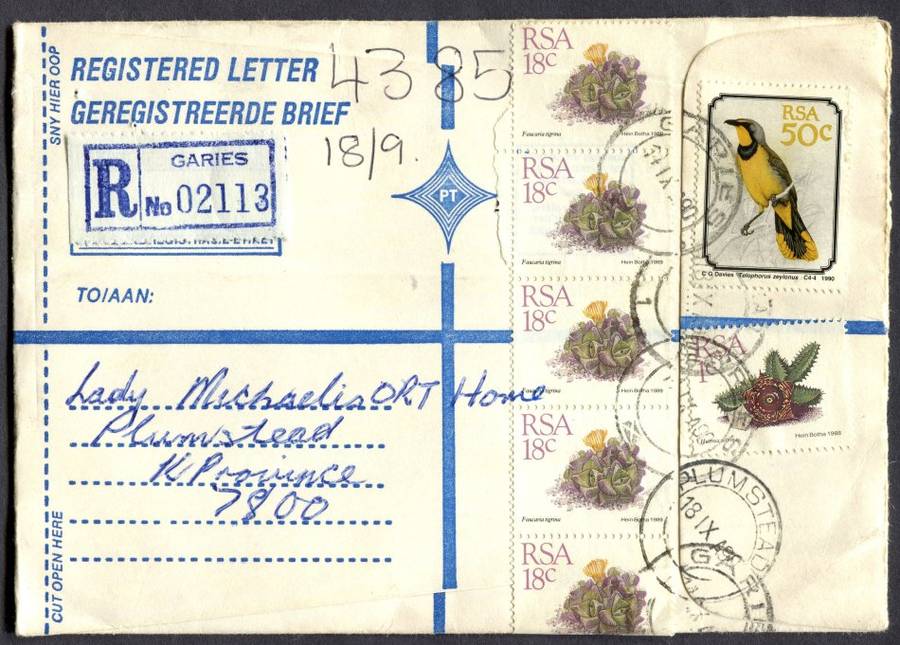 SNY HIER OOP
REGISTERED LETTER
GEREGISTREERDE BRIEF
4385
18/9.
R GARIES
No 02113
PT
TO/AAN:
Lady Michaelis ORT Home
Plumstead
K Province
7800
CUT OPEN HERE
RSA
18c
Faucaria tigrina Hein Botha 1988
RSA
18c
Faucaria tigrina Hein Botha 1988
RSA
18c
Faucaria tigrina Hein Botha 1988
RSA
18c
Faucaria tigrina Hein Botha 1988
RSA
18c
RSA
50c
C G Davies Telophorus zeylonus C4-4 1990
RSA
1c
Hein Botha 1988
GARIES
PLUMSTEAD
18 IX